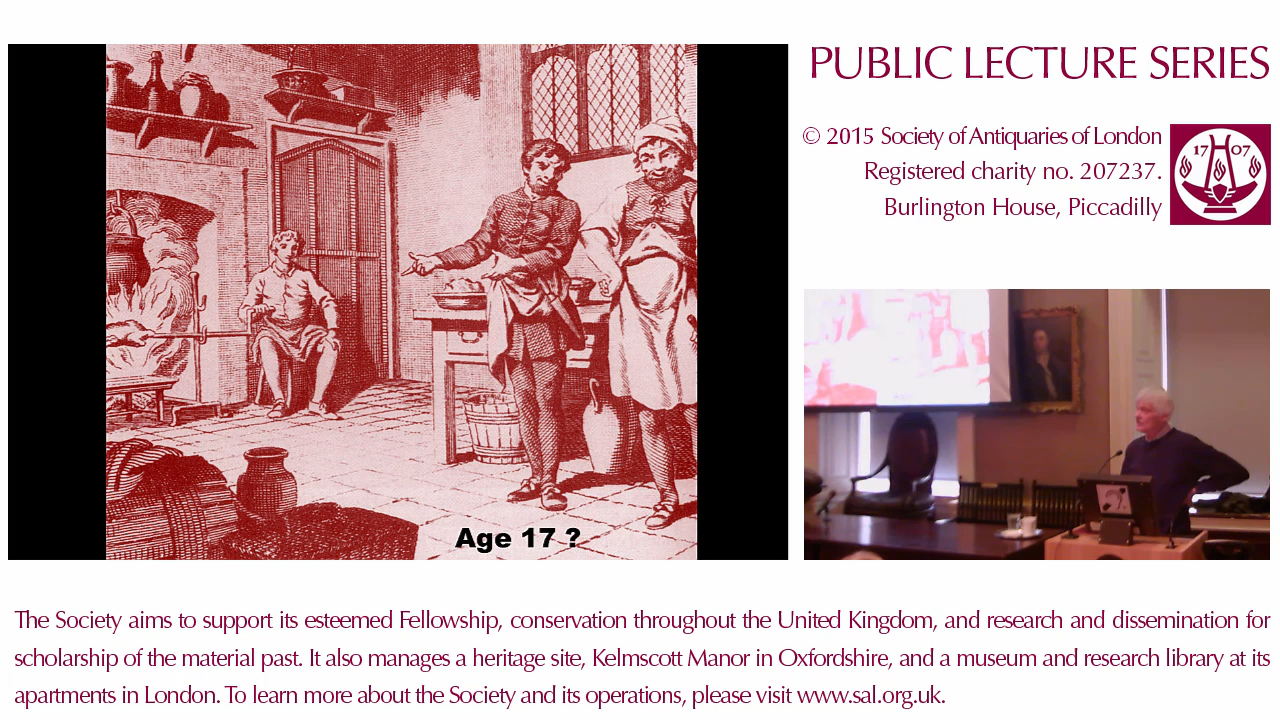 PUBLIC LECTURE SERIES
© 2015 Society of Antiquaries of London
Registered charity no. 207237.
Burlington House, Piccadilly
17 07
Age 17 ?
The Society aims to support its esteemed Fellowship, conservation throughout the United Kingdom, and research and dissemination for
scholarship of the material past. It also manages a heritage site, Kelmscott Manor in Oxfordshire, and a museum and research library at its
apartments in London. To learn more about the Society and its operations, please visit www.sal.org.uk.